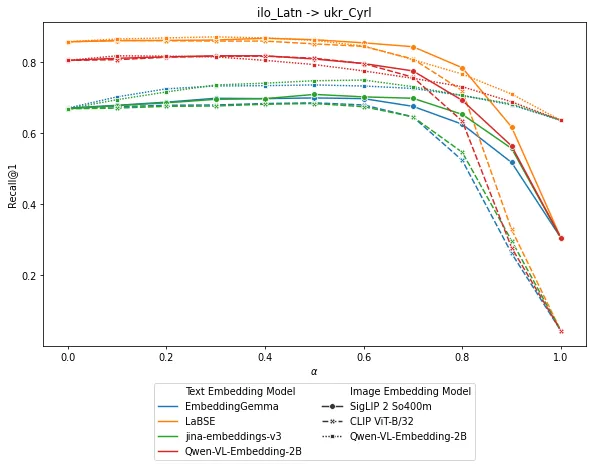 ilo_Latn -> ukr_Cyrl
Recall@1
0.8
0.6
0.4
0.2
0.0 0.2 0.4 0.6 0.8 1.0
α
Text Embedding Model
EmbeddingGemma
LaBSE
jina-embeddings-v3
Qwen-VL-Embedding-2B
Image Embedding Model
SigLIP 2 So400m
CLIP ViT-B/32
Qwen-VL-Embedding-2B